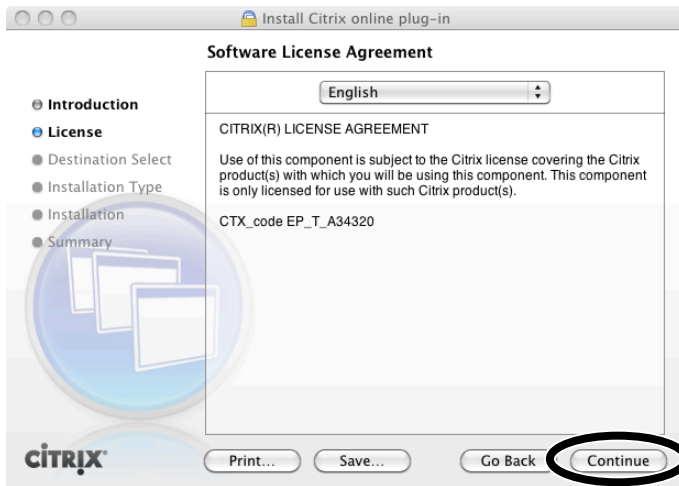 Install Citrix online plug-in
Software License Agreement
Introduction
License
Destination Select
Installation Type
Installation
Summary
English
CITRIX(R) LICENSE AGREEMENT
Use of this component is subject to the Citrix license covering the Citrix
product(s) with which you will be using this component. This component
is only licensed for use with such Citrix product(s).
CTX_code EP_T_A34320
CITRIX®
Print...
Save...
Go Back
Continue